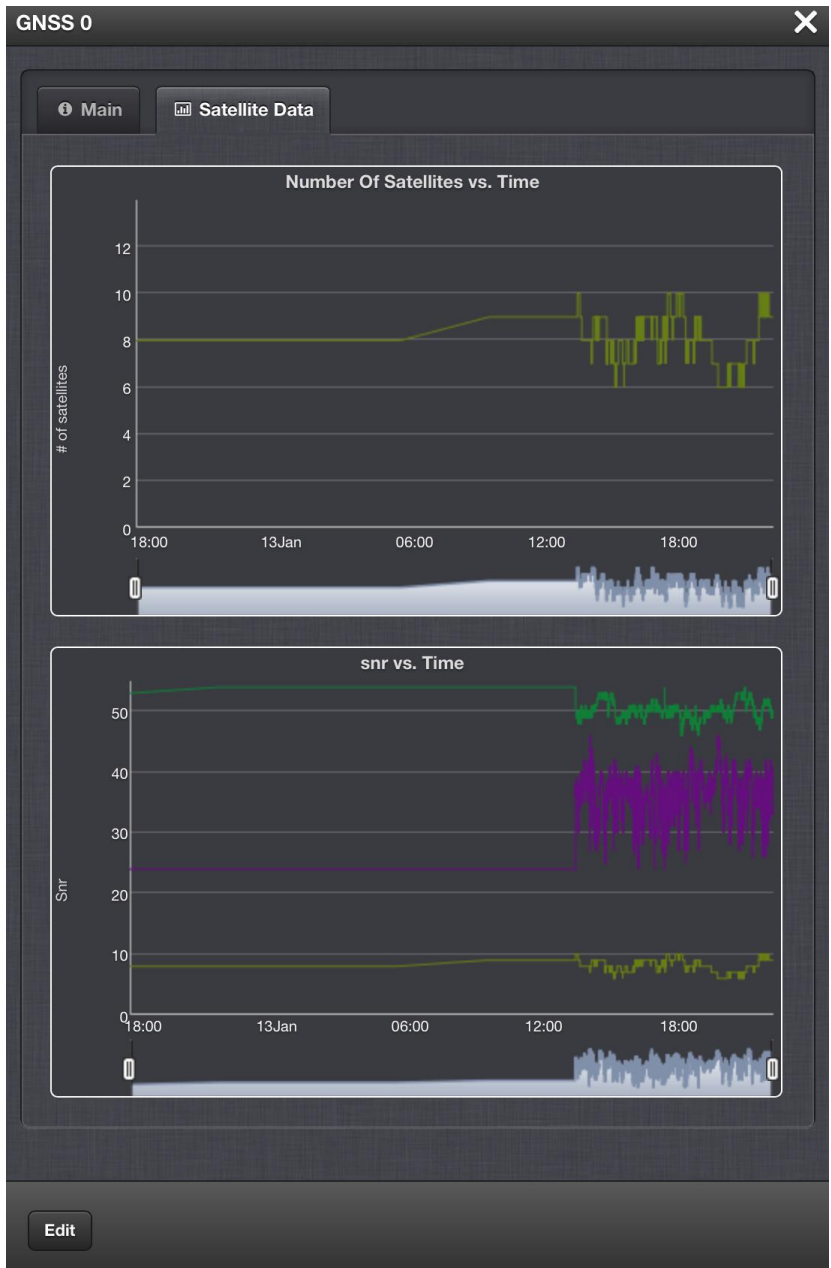 GNSS 0
Main
Satellite Data
Number Of Satellites vs. Time
# of satellites
12
10
8
6
4
2
0
18:00 13Jan 06:00 12:00 18:00
snr vs. Time
Snr
50
40
30
20
10
0
18:00 13Jan 06:00 12:00 18:00
Edit